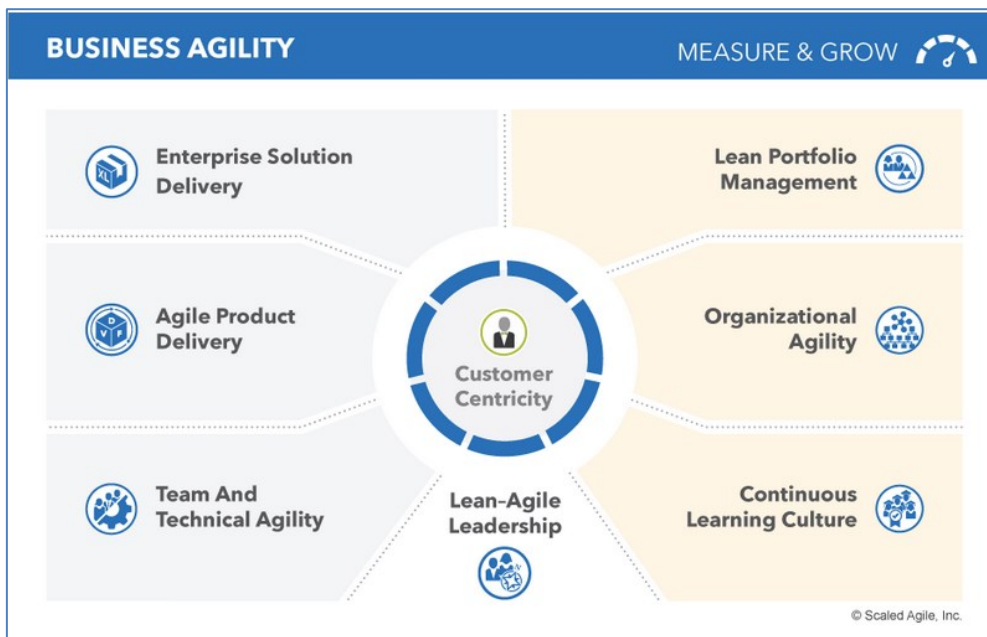 BUSINESS AGILITY
MEASURE & GROW
Enterprise Solution
Delivery
XL
Lean Portfolio
Management
Agile Product
Delivery
D
V F
Organizational
Agility
Customer
Centricity
Team And
Technical Agility
Lean–Agile
Leadership
Continuous
Learning Culture
© Scaled Agile, Inc.